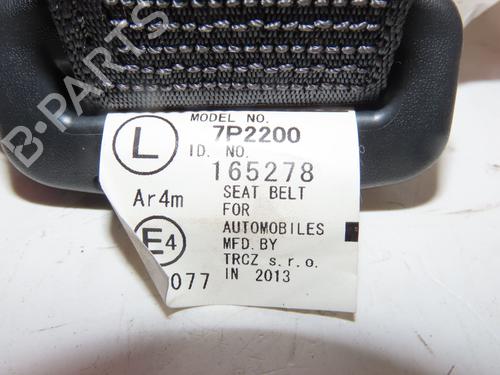 B-PARTS
MODEL NO.
7P2200
ID. NO.
165278
L
Ar4m
SEAT BELT
FOR
AUTOMOBILES
MFD. BY
TRCZ s.r.o.
IN 2013
E4
077